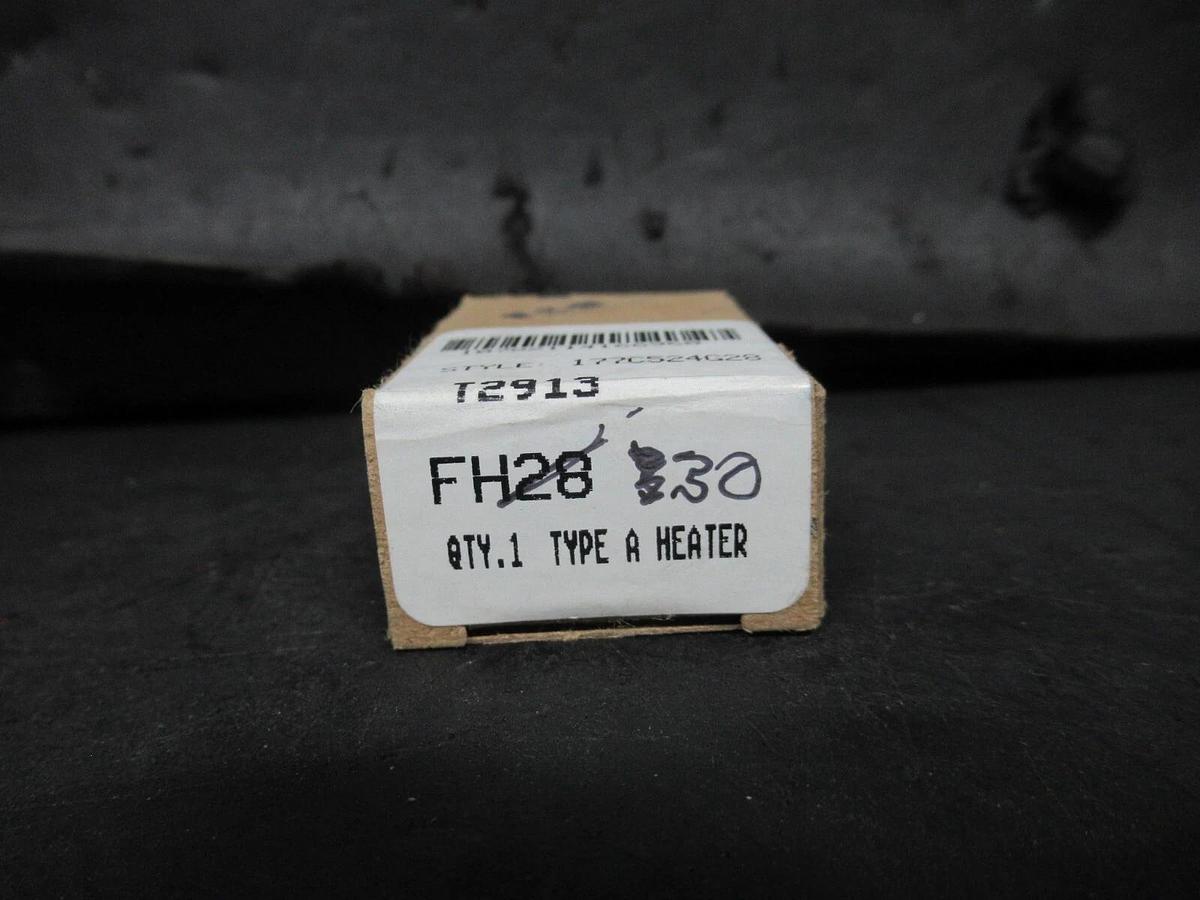 STYLE: 177C524G28
T2913
FH28 30
QTY.1 TYPE A HEATER